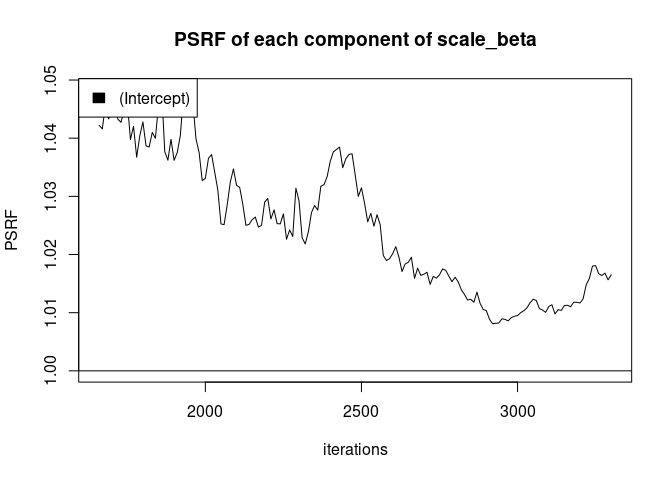 PSRF of each component of scale_beta
(Intercept)
PSRF
1.05
1.04
1.03
1.02
1.01
1.00
2000 2500 3000
iterations